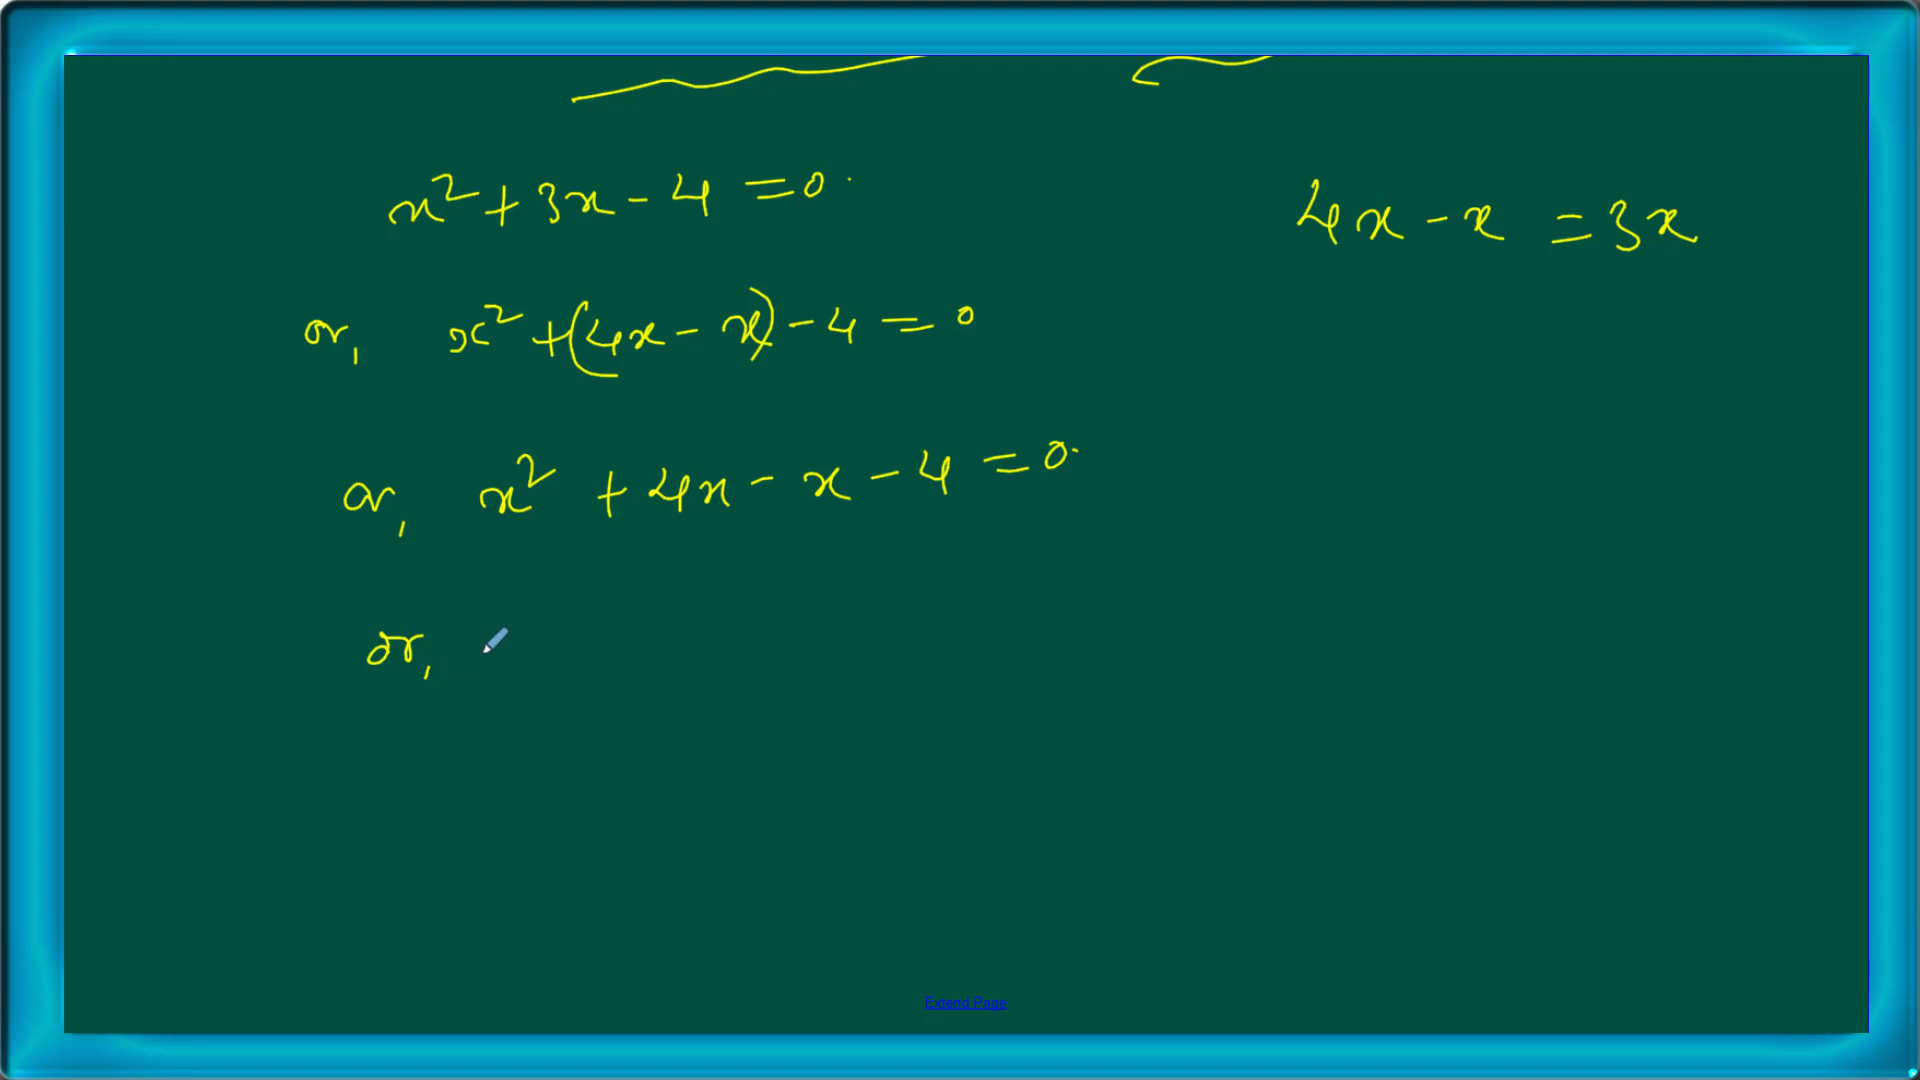 x² + 3x - 4 = 0.
4x - x = 3x
or, x² + (4x - x) - 4 = 0
or, x² + 4x - x - 4 = 0.
or,
Extend Page